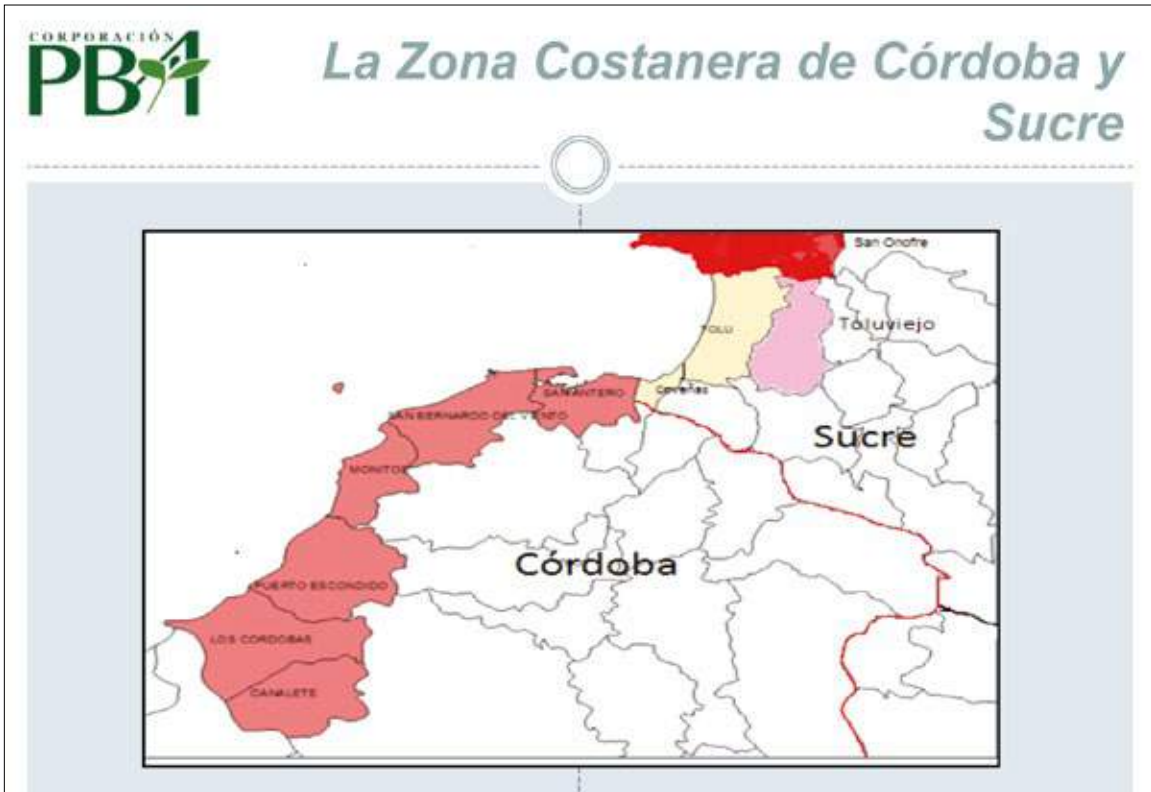 CORPORACIÓN
PBA
La Zona Costanera de Córdoba y
Sucre
San Onofre
TOLU
Toluviejo
SAN ANTERO
Coveñas
SAN BERNARDO DEL VIENTO
Sucre
MONITOS
Córdoba
PUERTO ESCONDIDO
LOS CORDOBAS
CANALETE